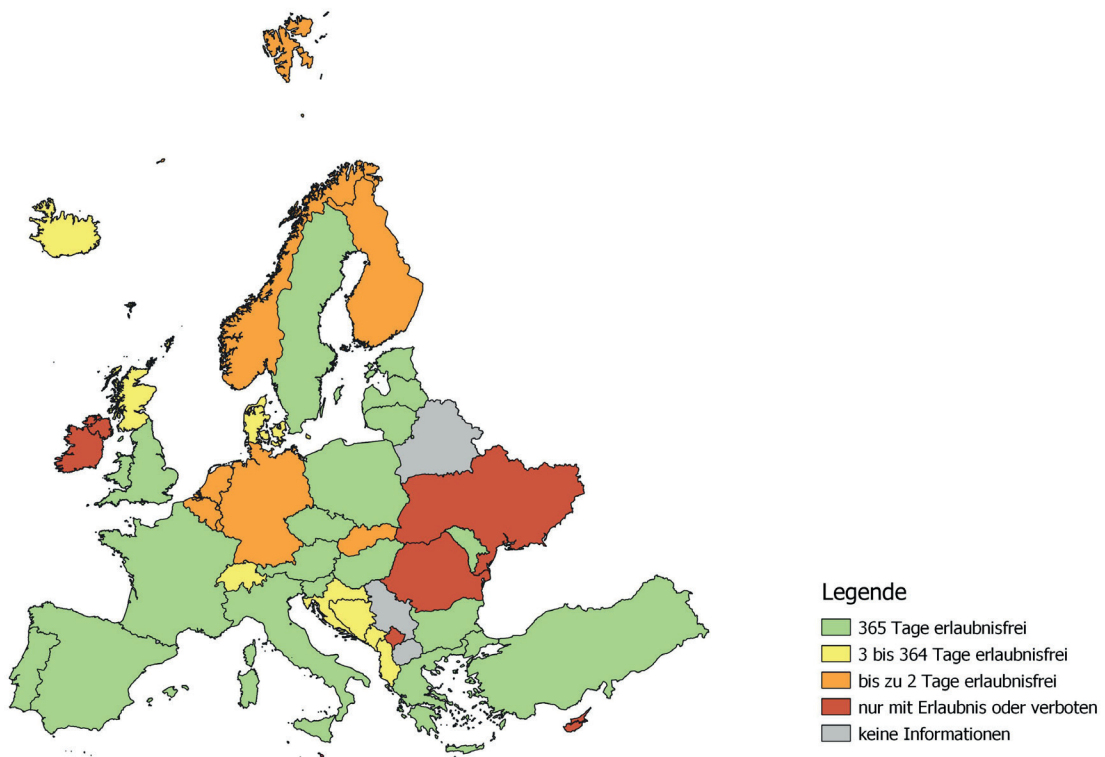 Legende
365 Tage erlaubnisfrei
3 bis 364 Tage erlaubnisfrei
bis zu 2 Tage erlaubnisfrei
nur mit Erlaubnis oder verboten
keine Informationen